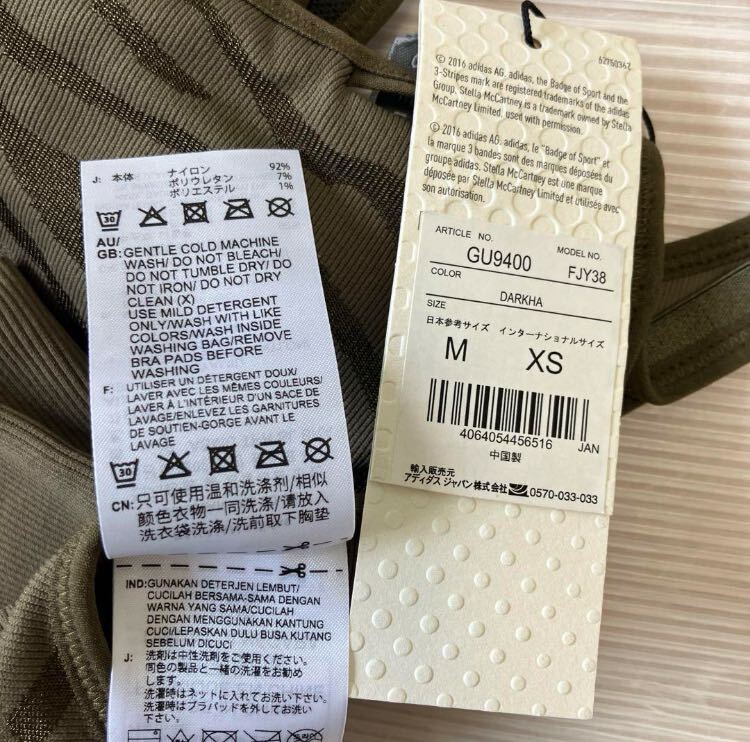 J: 本体 ナイロン 92%
ポリウレタン 7%
ポリエステル 1%
30
AU/
GB: GENTLE COLD MACHINE
WASH/ DO NOT BLEACH/
DO NOT TUMBLE DRY/ DO
NOT IRON/ DO NOT DRY
CLEAN (X)
USE MILD DETERGENT
ONLY/WASH WITH LIKE
COLORS/WASH INSIDE
WASHING BAG/REMOVE
BRA PADS BEFORE
WASHING
F: UTILISER UN DÉTERGENT DOUX/
LAVER AVEC LES MÊMES COULEURS/
LAVER À L'INTÉRIEUR D'UN SAC DE
LAVAGE/ENLEVEZ LES GARNITURES
DE SOUTIEN-GORGE AVANT LE
LAVAGE
30
CN: 只可使用温和洗涤剂/相似
颜色衣物一同洗涤/请放入
洗衣袋洗涤/洗前取下胸垫
IND:GUNAKAN DETERJEN LEMBUT/
CUCILAH BERSAMA-SAMA DENGAN
WARNA YANG SAMA/CUCILAH
DENGAN MENGGUNAKAN KANTUNG
CUCI/LEPASKAN DULU BUSA KUTANG
SEBELUM DICUCI
J: 洗剤は中性洗剤をご使用ください。
同色の製品と一緒の洗濯をお勧め
します。
洗濯時はネットに入れてお洗い下さい。
洗濯時はブラパッドを外してお洗い
下さい。
62750362
© 2016 adidas AG. adidas, the Badge of Sport and the
3-Stripes mark are registered trademarks of the adidas
Group. Stella McCartney is a trademark owned by Stella
McCartney Limited, used with permission.
© 2016 adidas AG. adidas, le "Badge of Sport" et
la marque 3 bandes sont des marques déposées du
groupe adidas. Stella McCartney est une marque
déposée par Stella McCartney Limited et utilisée avec
son autorisation.
ARTICLE NO. MODEL NO.
GU9400 FJY38
COLOR DARKHA
SIZE
日本参考サイズ インターナショナルサイズ
M XS
4064054456516 JAN
中国製
輸入販売元
アディダス ジャパン株式会社 0570-033-033